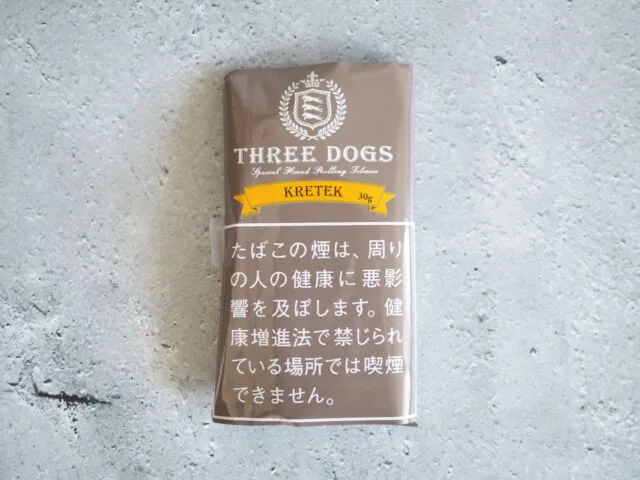 THREE DOGS
Special Hand Rolling Tobacco
KRETEK
30g
たばこの煙は、周り
の人の健康に悪影
響を及ぼします。健
康増進法で禁じられ
ている場所では喫煙
できません。